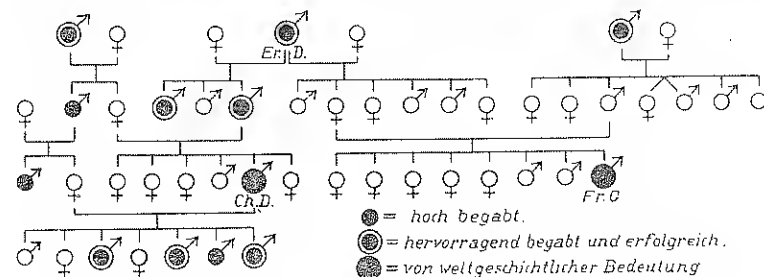 Er. D.
Ch. D.
Fr. G
= hoch begabt.
= hervorragend begabt und erfolgreich.
= von weltgeschichtlicher Bedeutung